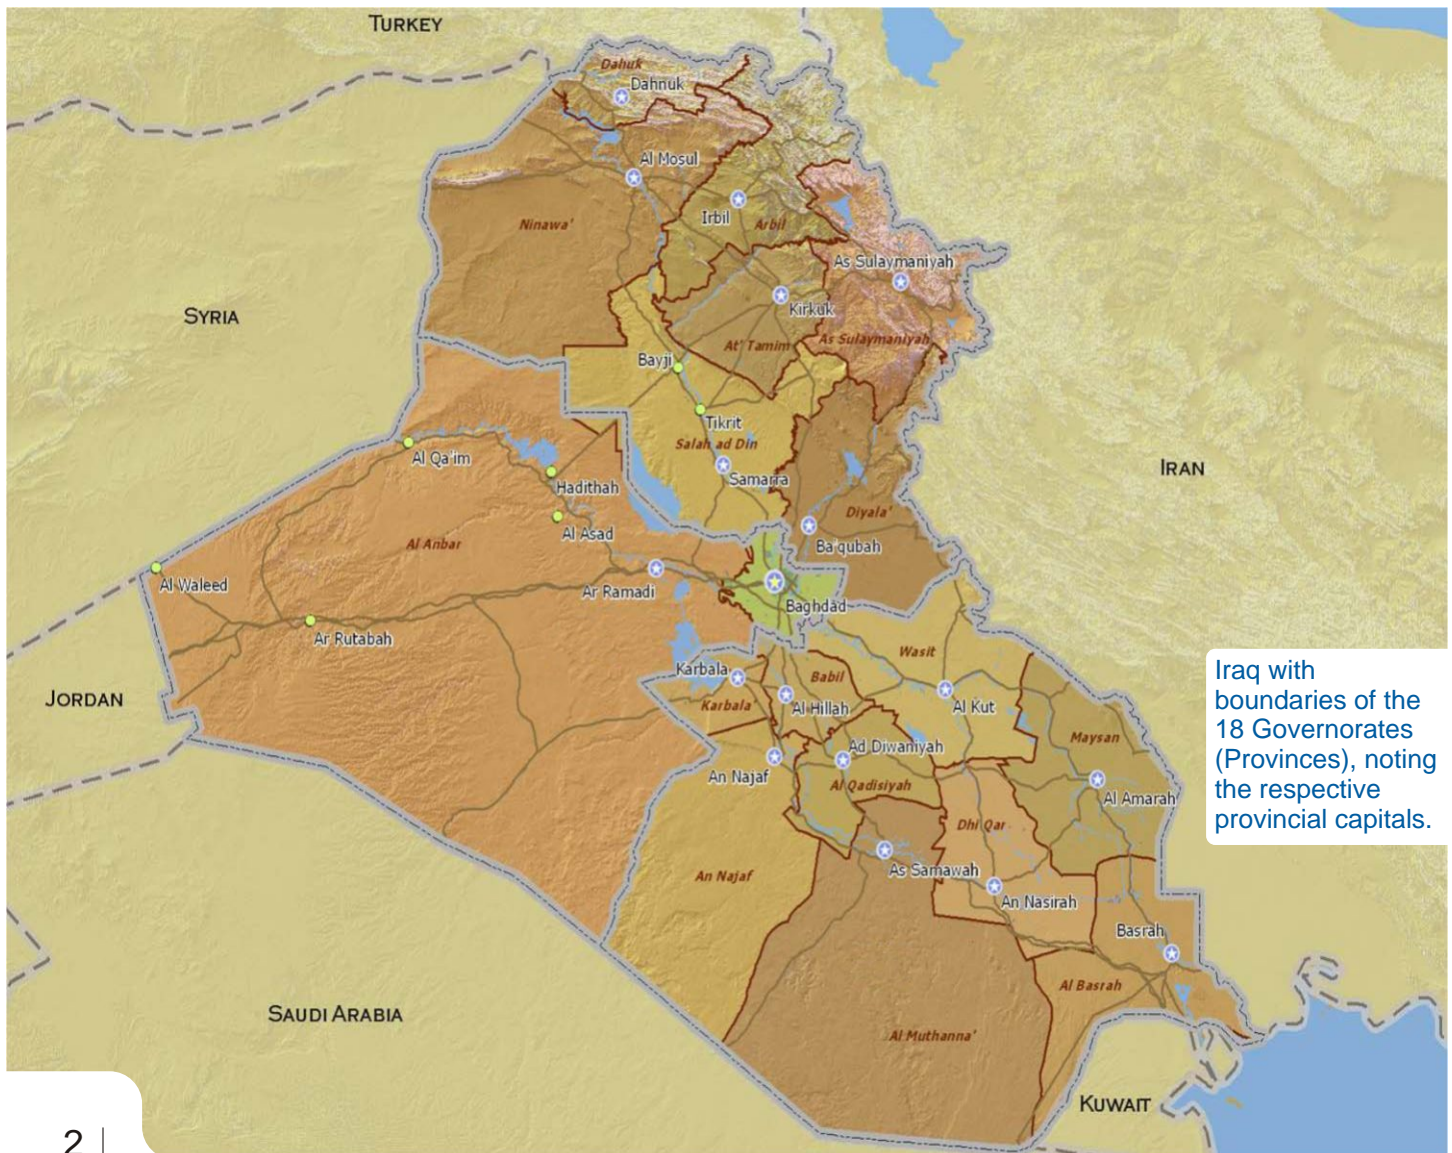 TURKEY
Dahuk
Dahnuk
Al Mosul
Irbil
Arbil
Ninawa'
As Sulaymaniyah
Kirkuk
SYRIA
At' Tamim
As Sulaymaniyah
Bayji
Tikrit
Salah ad Din
Al Qa'im
Samarra
IRAN
Hadithah
Diyala'
Al Asad
Al Anbar
Ba'qubah
Al Waleed
Ar Ramadi
Baghdad
Ar Rutabah
Wasit
Karbala
Babil
JORDAN
Karbala'
Al Hillah
Al Kut
Iraq with
boundaries of the
18 Governorates
(Provinces), noting
the respective
provincial capitals.
Maysan
Ad Diwaniyah
An Najaf
Al Qadisiyah
Al Amarah
Dhi Qar
As Samawah
An Najaf
An Nasirah
Basrah
Al Basrah
SAUDI ARABIA
Al Muthanna'
KUWAIT
2 |